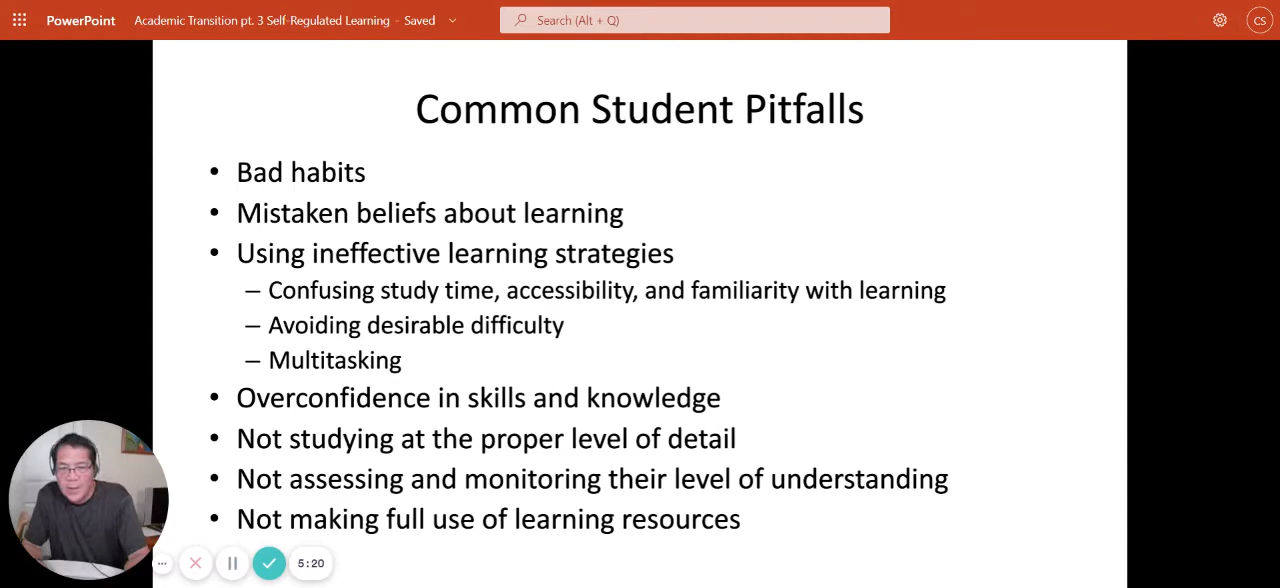 PowerPoint Academic Transition pt. 3 Self-Regulated Learning - Saved Search (Alt + Q) CS
Common Student Pitfalls
• Bad habits
• Mistaken beliefs about learning
• Using ineffective learning strategies
– Confusing study time, accessibility, and familiarity with learning
– Avoiding desirable difficulty
– Multitasking
• Overconfidence in skills and knowledge
• Not studying at the proper level of detail
• Not assessing and monitoring their level of understanding
• Not making full use of learning resources
5:20